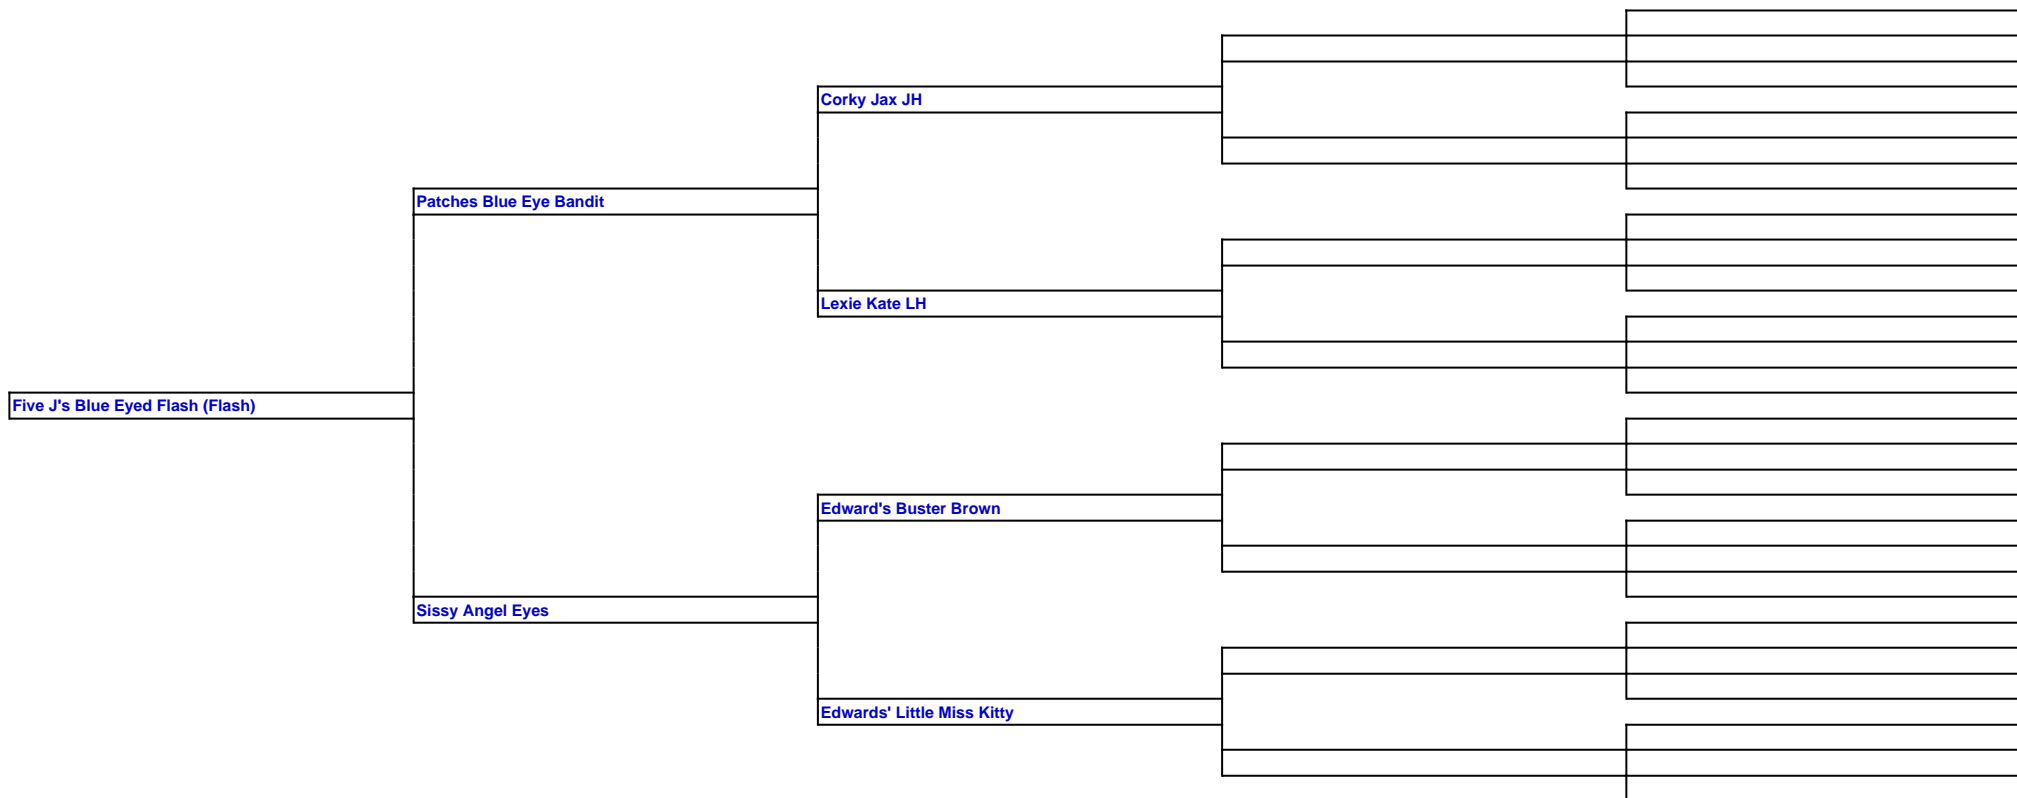 Corky Jax JH
Patches Blue Eye Bandit
Lexie Kate LH
Five J's Blue Eyed Flash (Flash)
Edward's Buster Brown
Sissy Angel Eyes
Edwards' Little Miss Kitty